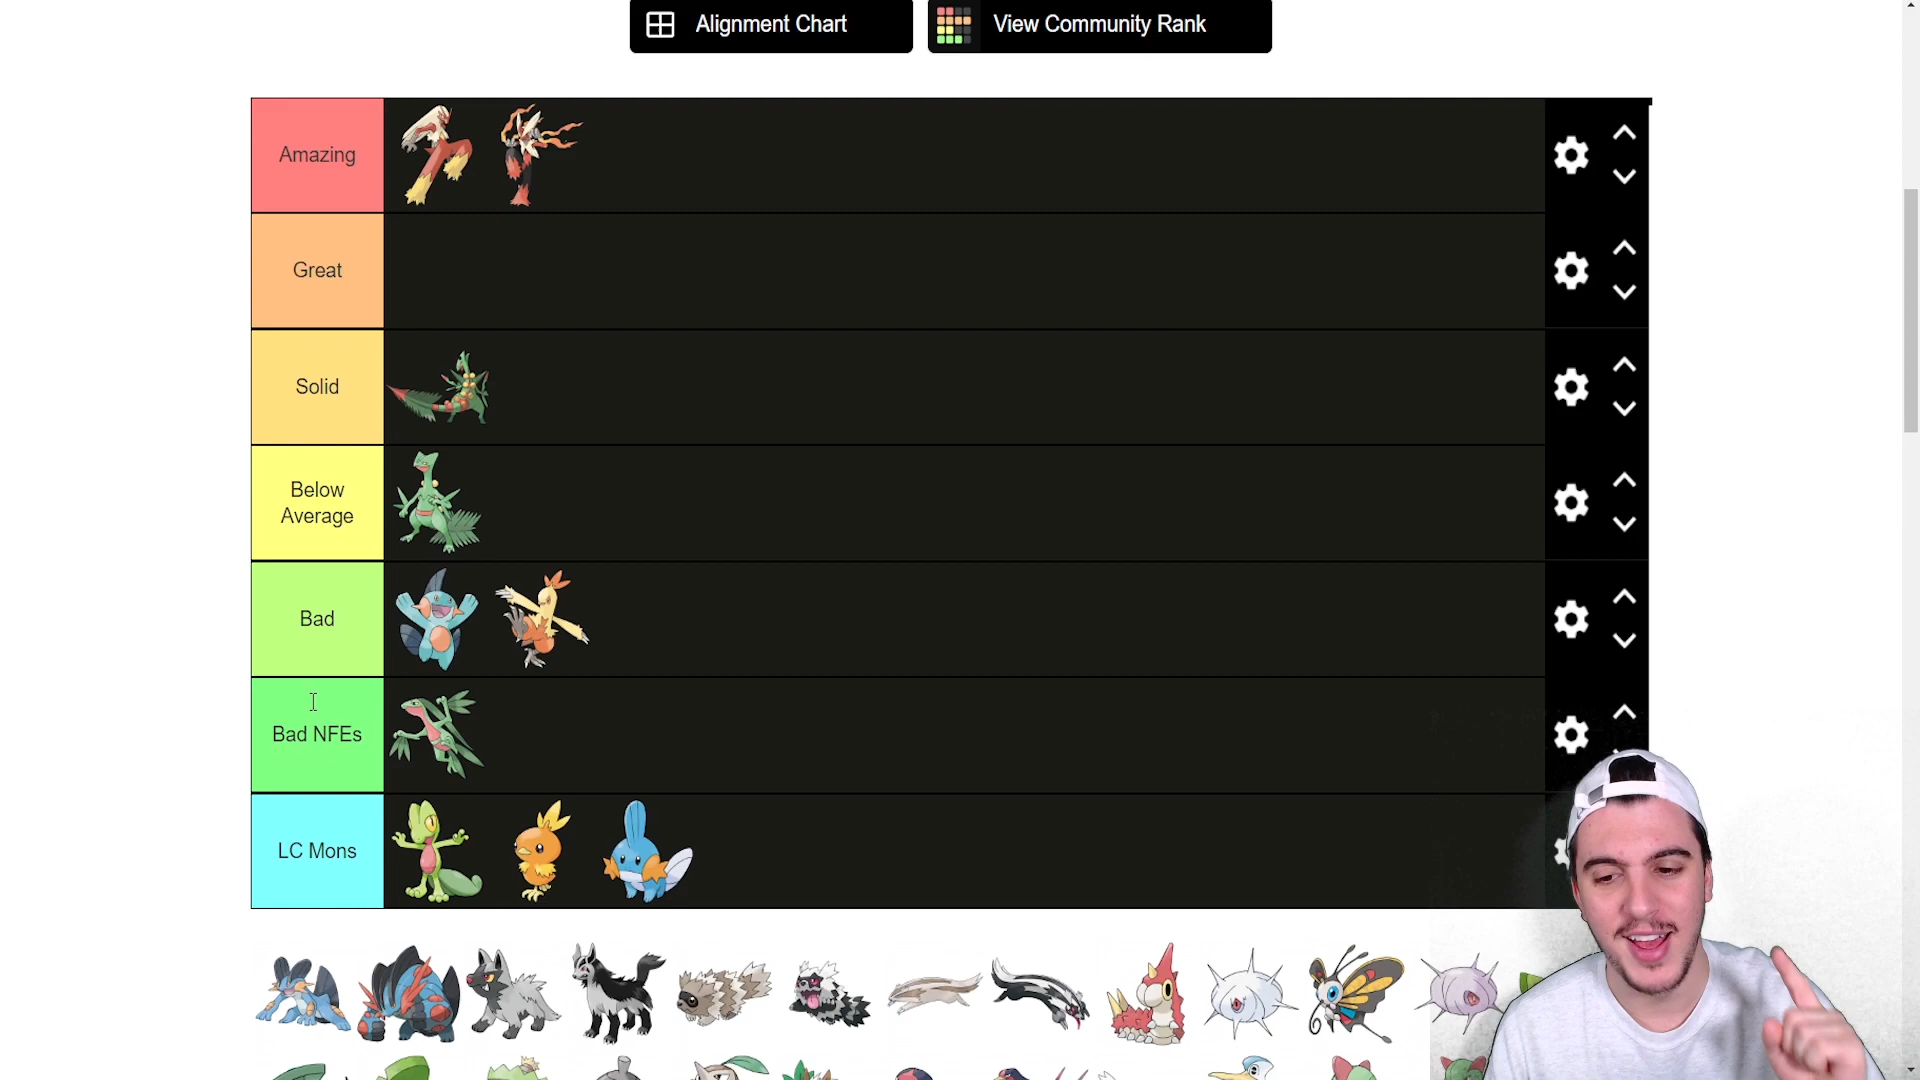 Alignment Chart
View Community Rank
Amazing
Great
Solid
Below
Average
Bad
Bad NFEs
LC Mons